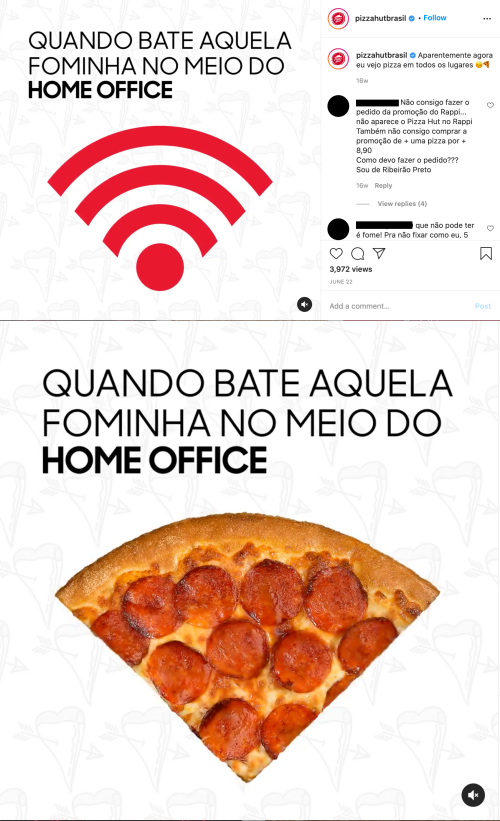 QUANDO BATE AQUELA
FOMINHA NO MEIO DO
HOME OFFICE
pizzahutbrasil • Follow
pizzahutbrasil Aparentemente agora
eu vejo pizza em todos os lugares 😋🍕
16w
Não consigo fazer o
pedido da promoção do Rappi...
não aparece o Pizza Hut no Rappi
Também não consigo comprar a
promoção de + uma pizza por +
8,90
Como devo fazer o pedido???
Sou de Ribeirão Preto
16w Reply
View replies (4)
que não pode ter
é fome! Pra não fixar como eu. 5
3,972 views
JUNE 22
Add a comment... Post
QUANDO BATE AQUELA
FOMINHA NO MEIO DO
HOME OFFICE